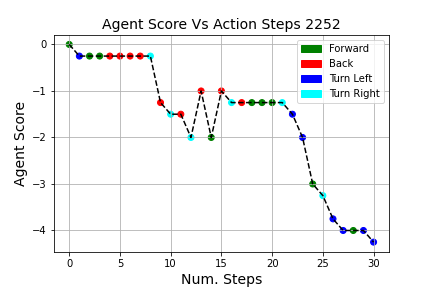 Agent Score Vs Action Steps 2252
Agent Score
0
−1
−2
−3
−4
Forward
Back
Turn Left
Turn Right
0 5 10 15 20 25 30
Num. Steps